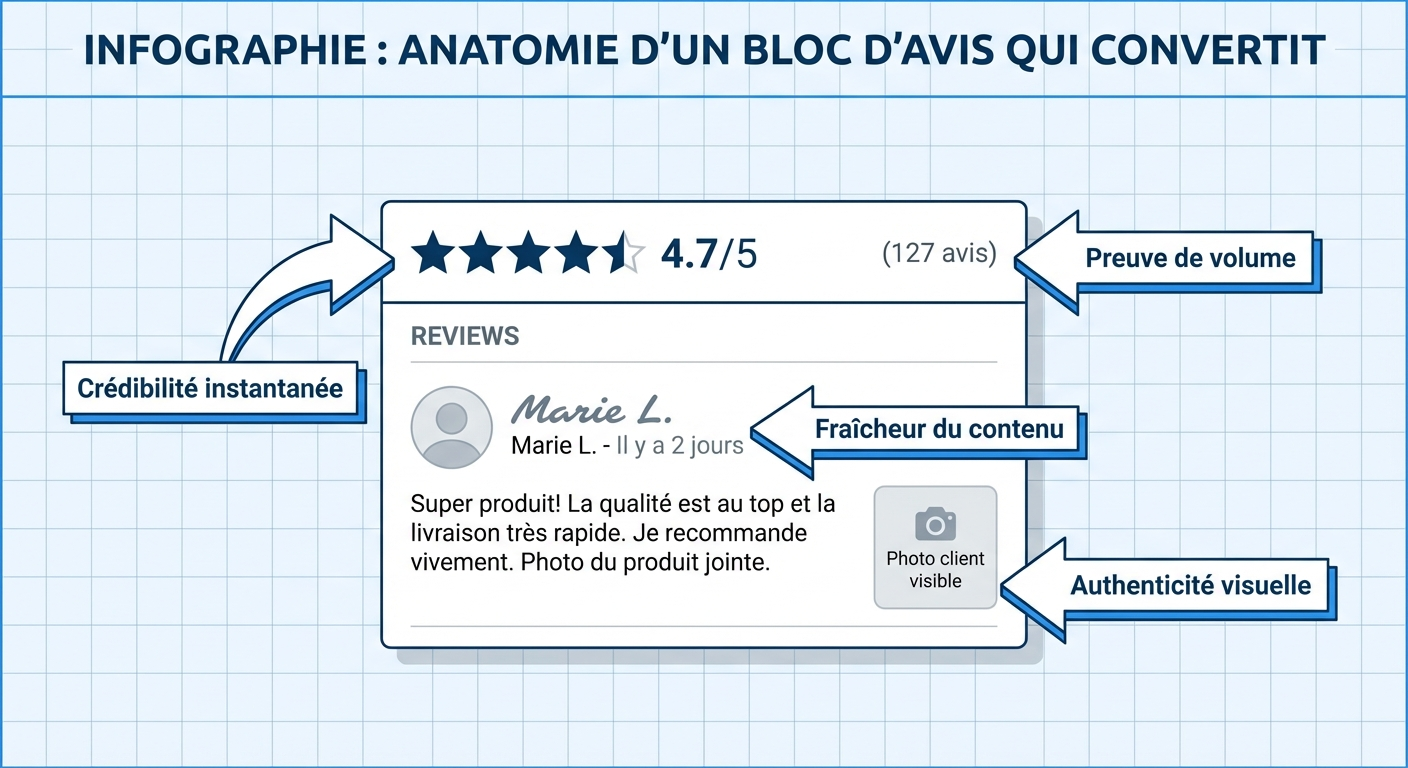 INFOGRAPHIE : ANATOMIE D’UN BLOC D’AVIS QUI CONVERTIT
4.7/5
(127 avis)
Preuve de volume
Crédibilité instantanée
REVIEWS
Marie L.
Marie L. - Il y a 2 jours
Fraîcheur du contenu
Super produit! La qualité est au top et la
livraison très rapide. Je recommande
vivement. Photo du produit jointe.
Photo client
visible
Authenticité visuelle